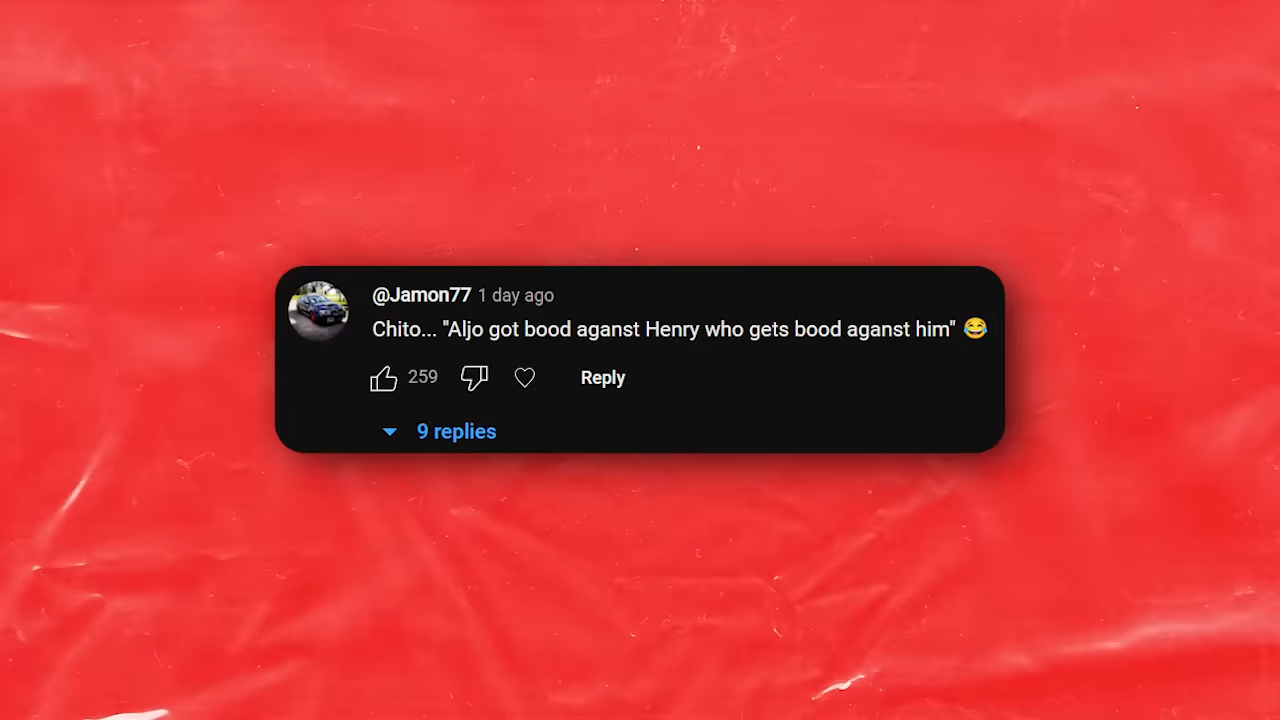 @Jamon77 1 day ago
Chito... "Aljo got bood aganst Henry who gets bood aganst him" 😂
259 Reply
9 replies